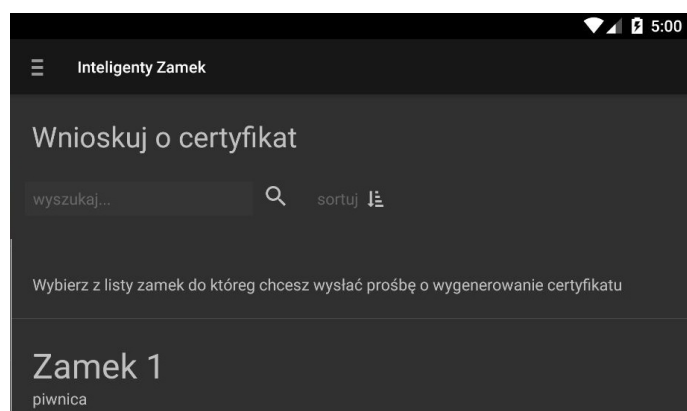 5:00
Inteligenty Zamek
Wnioskuj o certyfikat
wyszukaj... sortuj
Wybierz z listy zamek do któreg chcesz wysłać prośbę o wygenerowanie certyfikatu
Zamek 1
piwnica